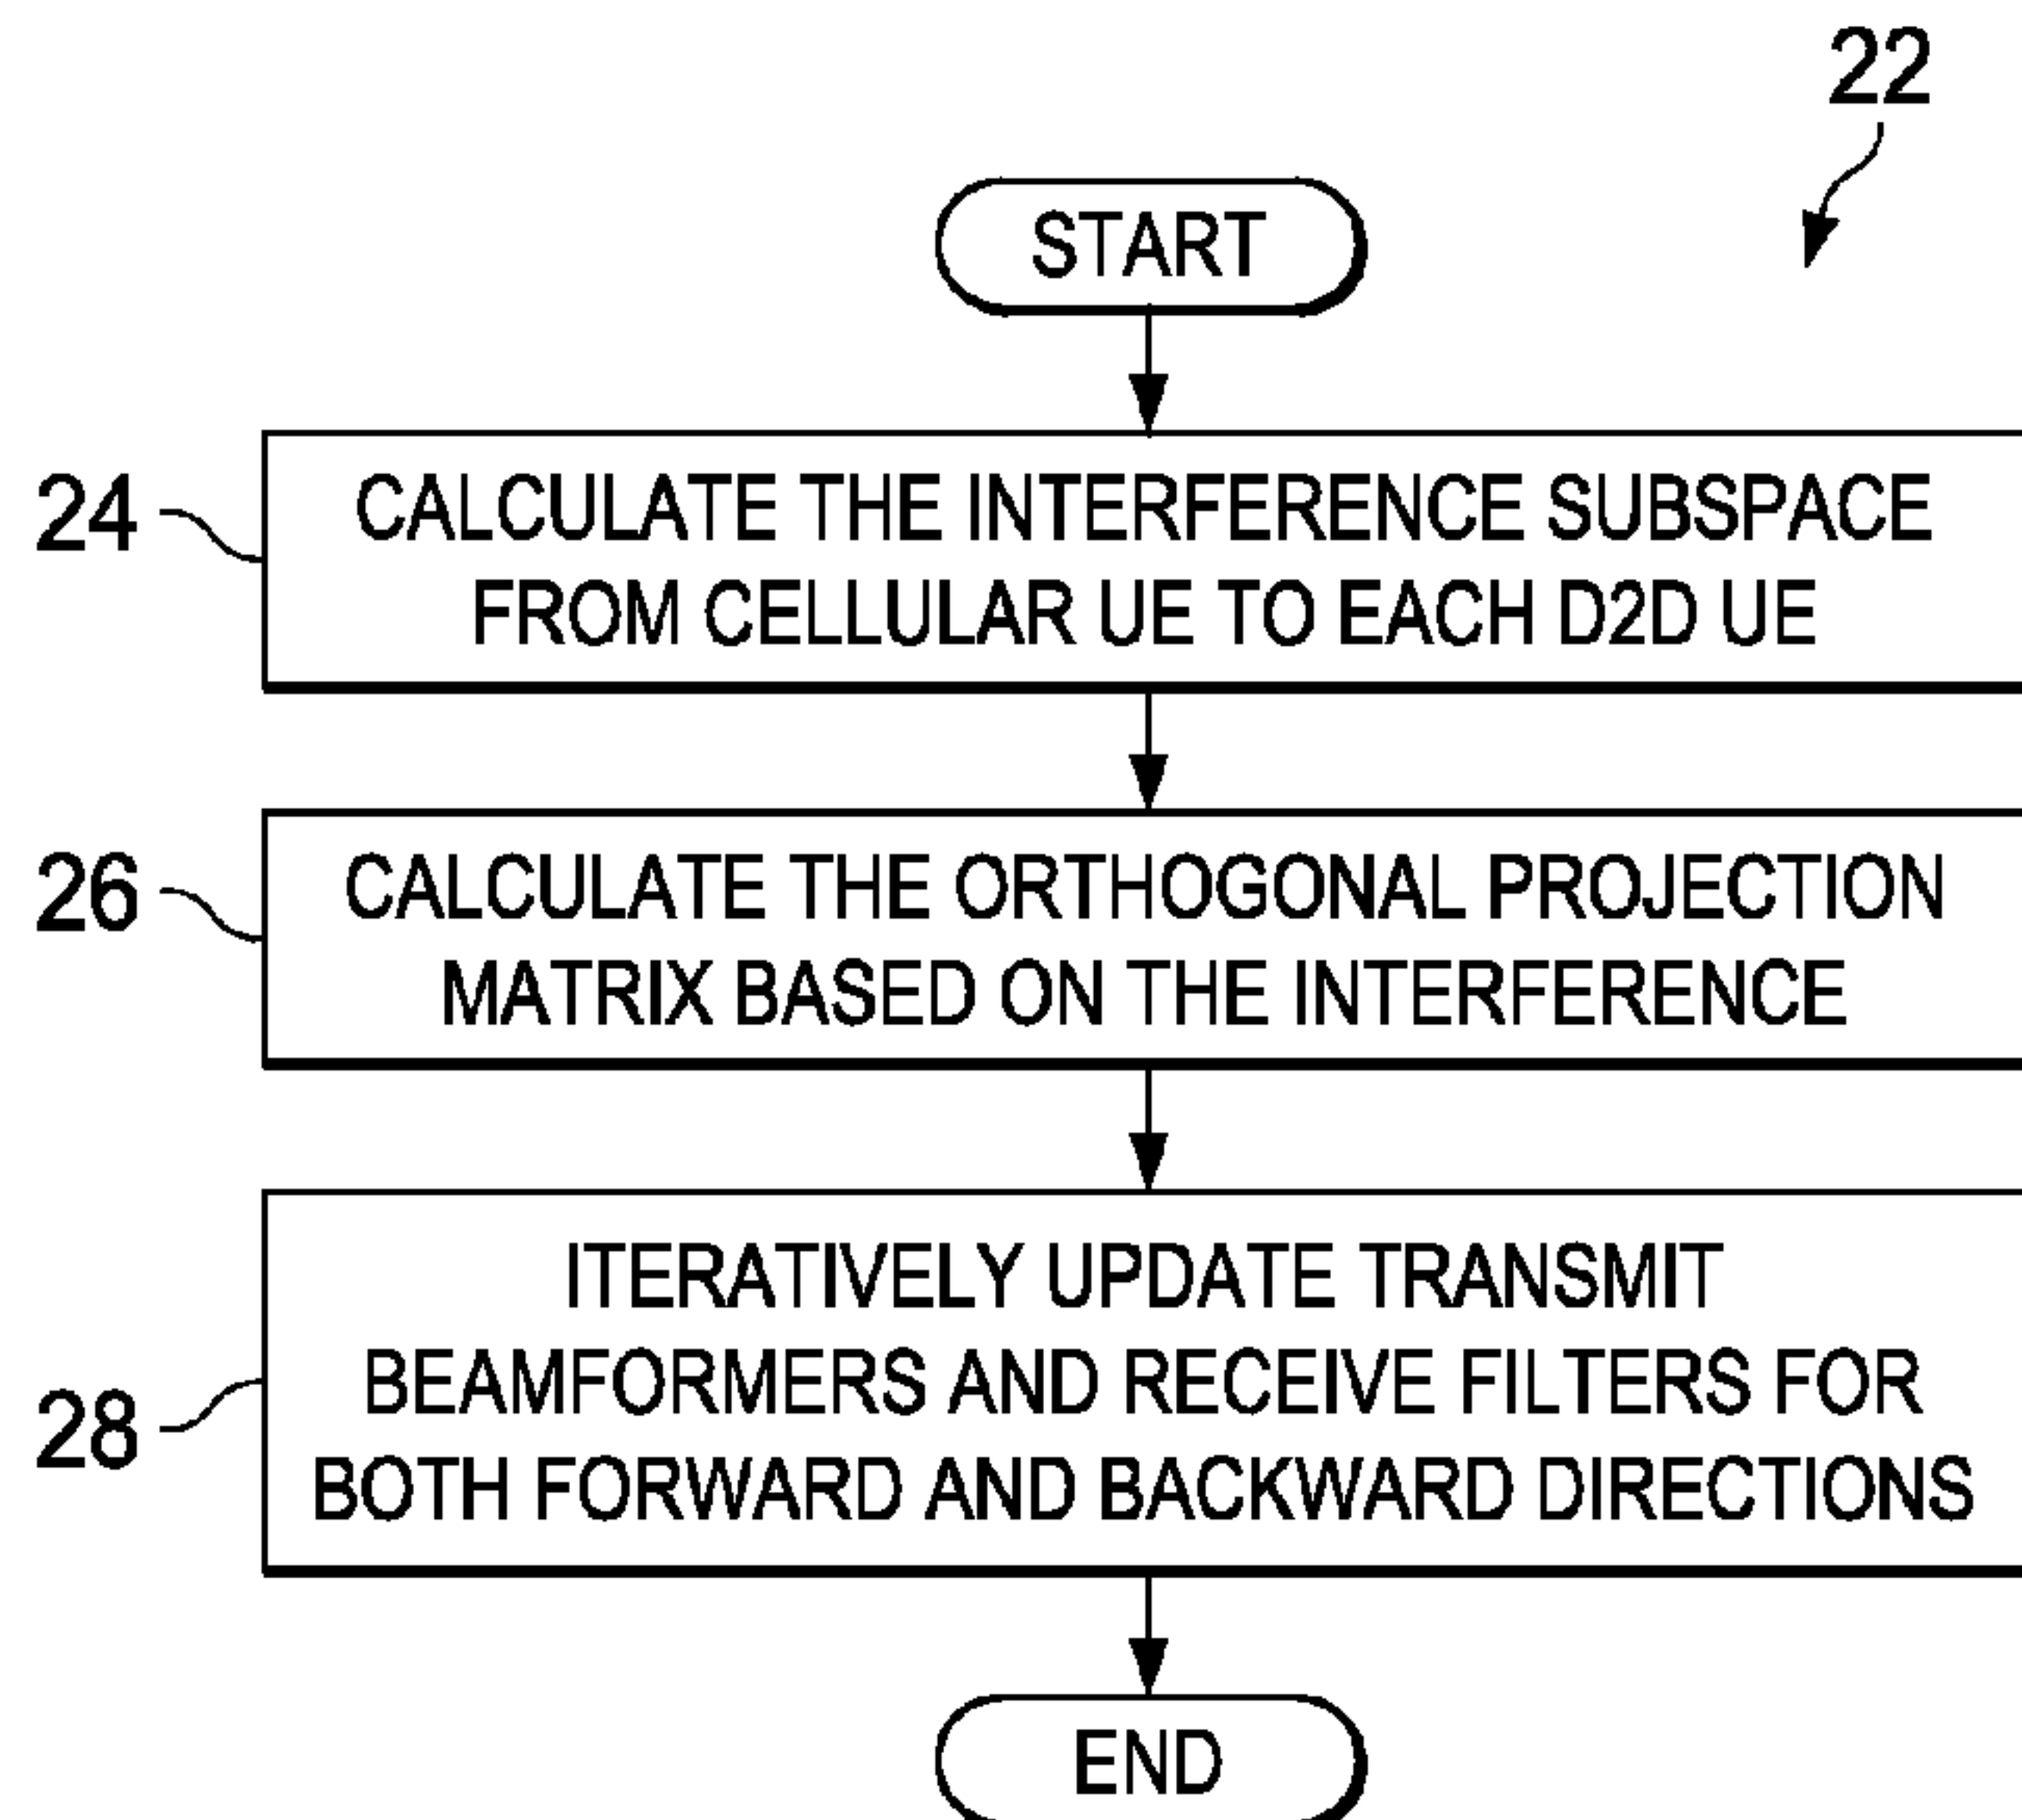 22
START
24
CALCULATE THE INTERFERENCE SUBSPACE
FROM CELLULAR UE TO EACH D2D UE
26
CALCULATE THE ORTHOGONAL PROJECTION
MATRIX BASED ON THE INTERFERENCE
28
ITERATIVELY UPDATE TRANSMIT
BEAMFORMERS AND RECEIVE FILTERS FOR
BOTH FORWARD AND BACKWARD DIRECTIONS
END